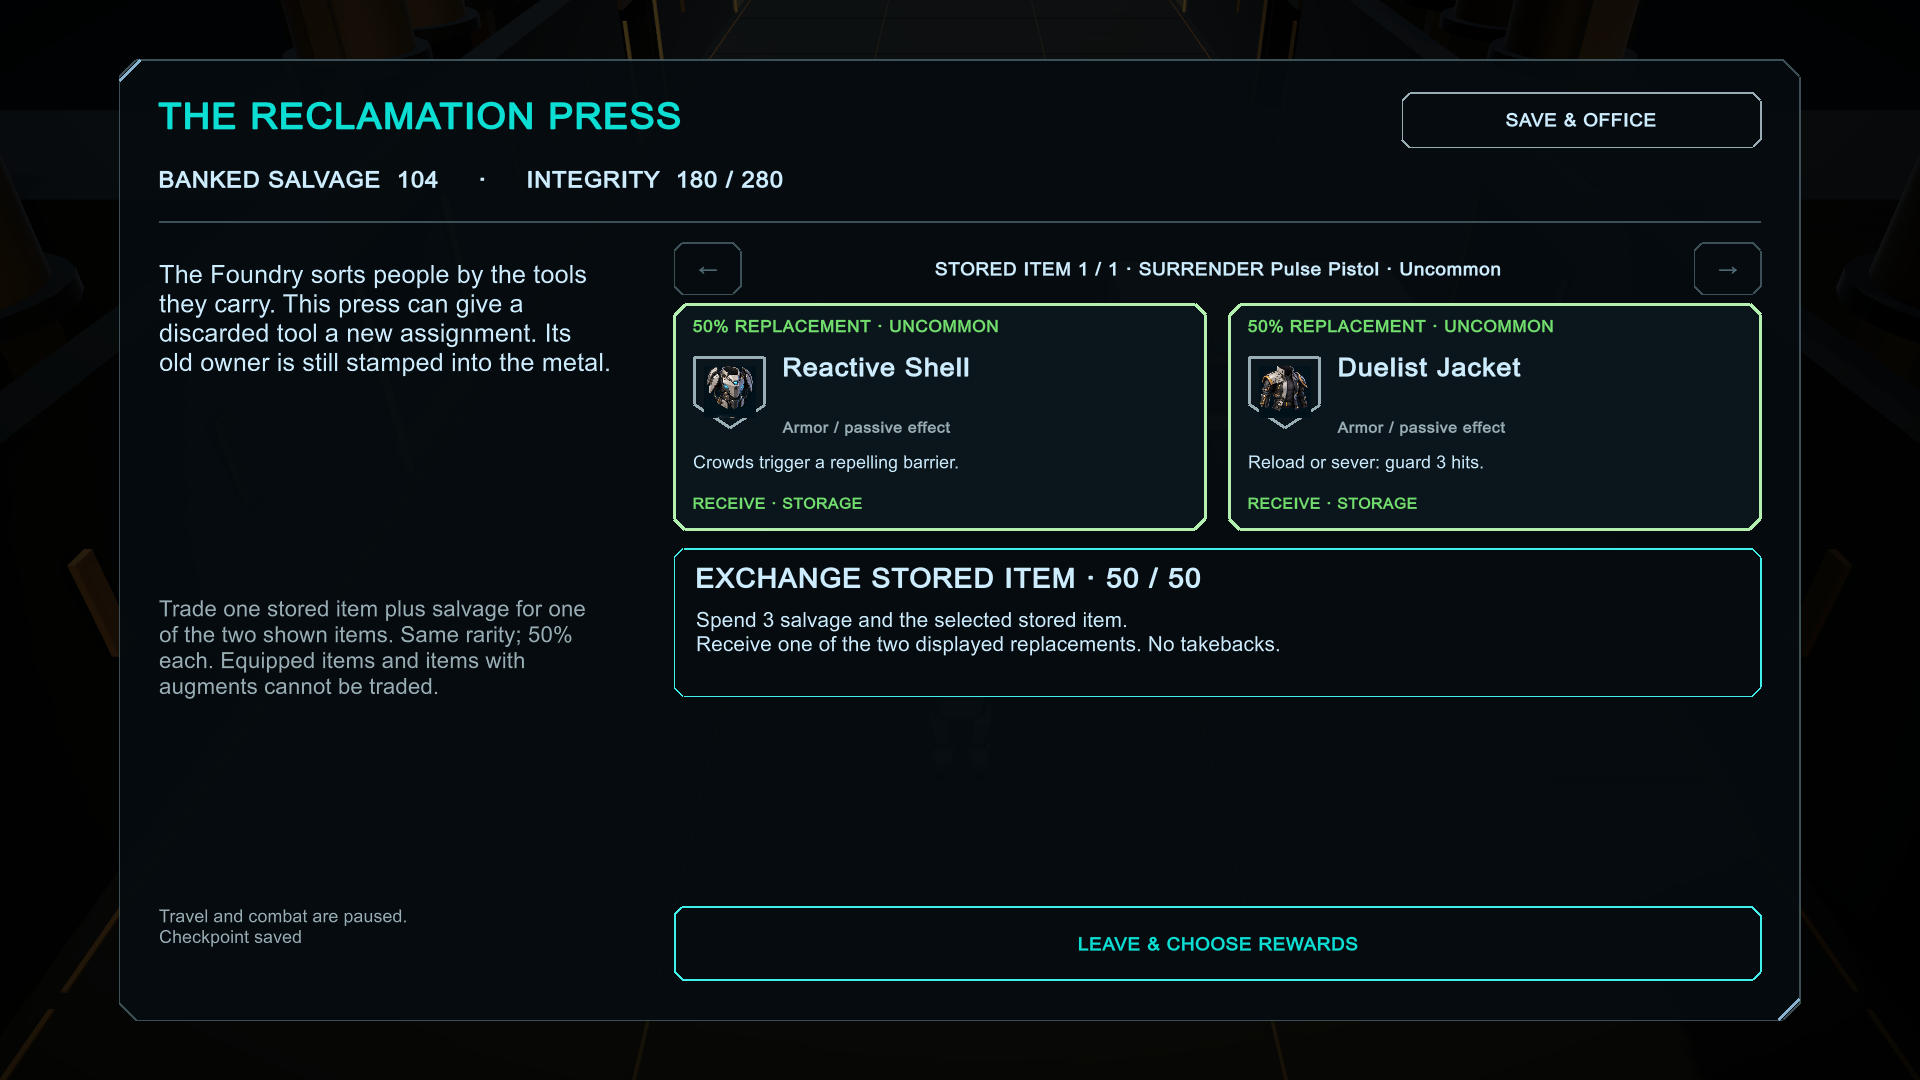 THE RECLAMATION PRESS
SAVE & OFFICE
BANKED SALVAGE 104 · INTEGRITY 180 / 280
The Foundry sorts people by the tools
they carry. This press can give a
discarded tool a new assignment. Its
old owner is still stamped into the metal.
Trade one stored item plus salvage for one
of the two shown items. Same rarity; 50%
each. Equipped items and items with
augments cannot be traded.
Travel and combat are paused.
Checkpoint saved
← STORED ITEM 1 / 1 · SURRENDER Pulse Pistol · Uncommon →
50% REPLACEMENT · UNCOMMON
Reactive Shell
Armor / passive effect
Crowds trigger a repelling barrier.
RECEIVE · STORAGE
50% REPLACEMENT · UNCOMMON
Duelist Jacket
Armor / passive effect
Reload or sever: guard 3 hits.
RECEIVE · STORAGE
EXCHANGE STORED ITEM · 50 / 50
Spend 3 salvage and the selected stored item.
Receive one of the two displayed replacements. No takebacks.
LEAVE & CHOOSE REWARDS